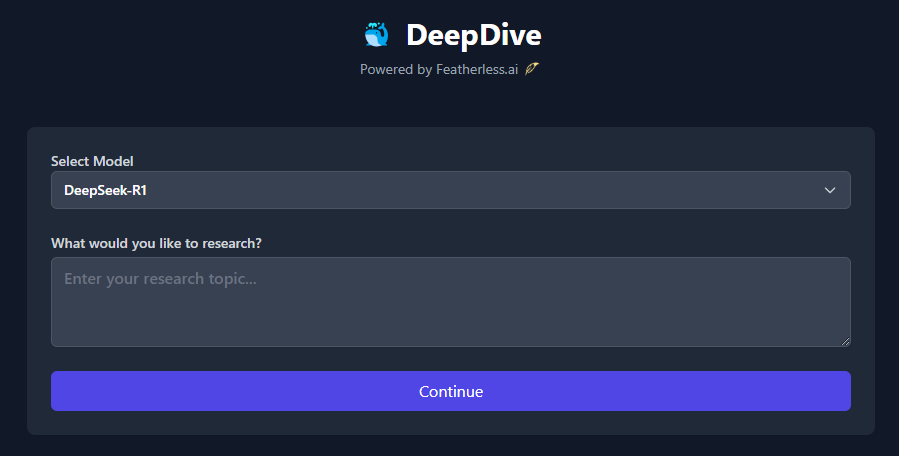 DeepDive
Powered by Featherless.ai
Select Model
DeepSeek-R1
What would you like to research?
Enter your research topic...
Continue